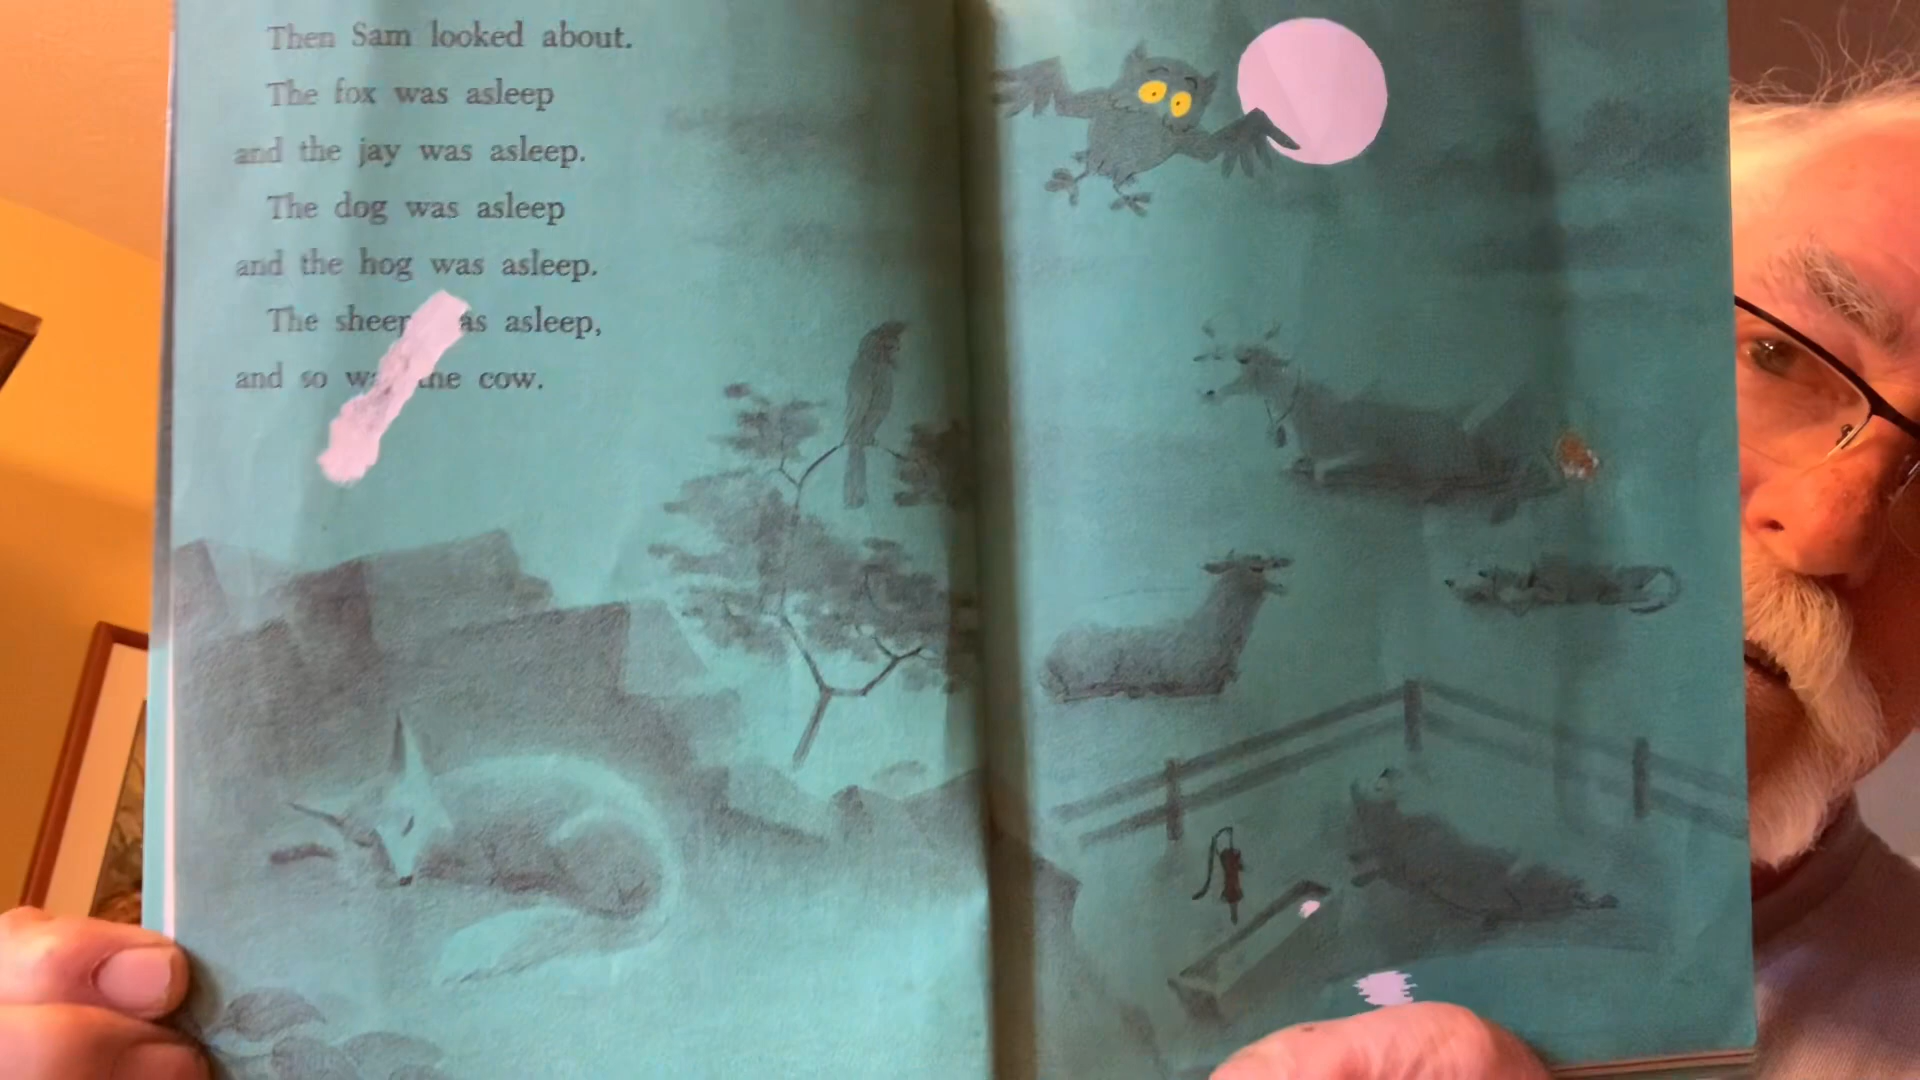 Then Sam looked about.
The fox was asleep
and the jay was asleep.
The dog was asleep
and the hog was asleep.
The sheep as asleep,
and so wa the cow.